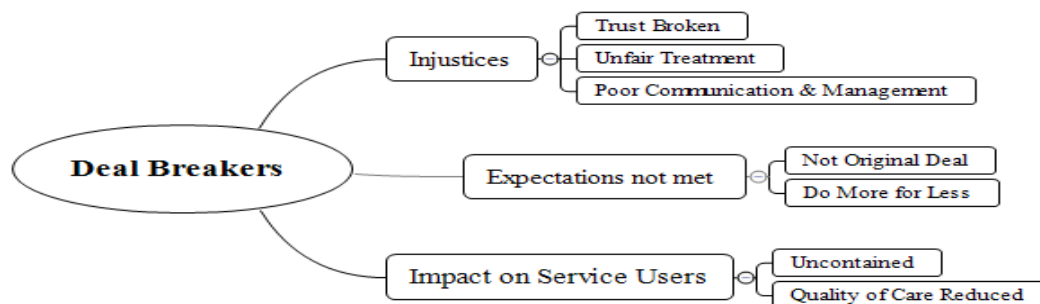 Deal Breakers
Injustices
Trust Broken
Unfair Treatment
Poor Communication & Management
Expectations not met
Not Original Deal
Do More for Less
Impact on Service Users
Uncontained
Quality of Care Reduced